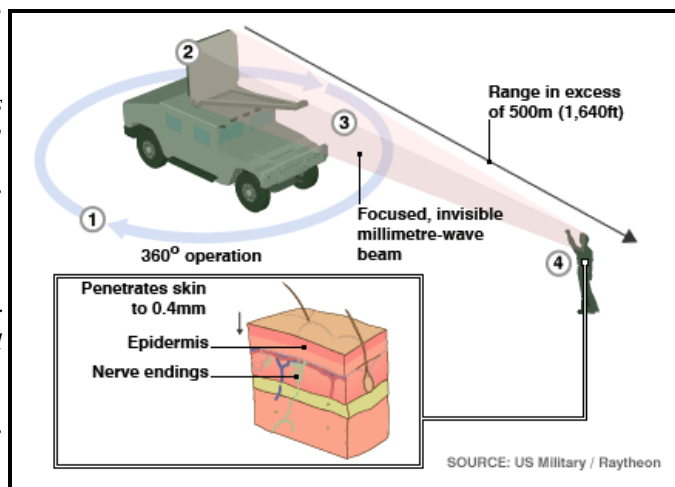 2
Range in excess
of 500m (1,640ft)
3
1
Focused, invisible
millimetre-wave
beam
360° operation
4
Penetrates skin
to 0.4mm
Epidermis
Nerve endings
SOURCE: US Military / Raytheon